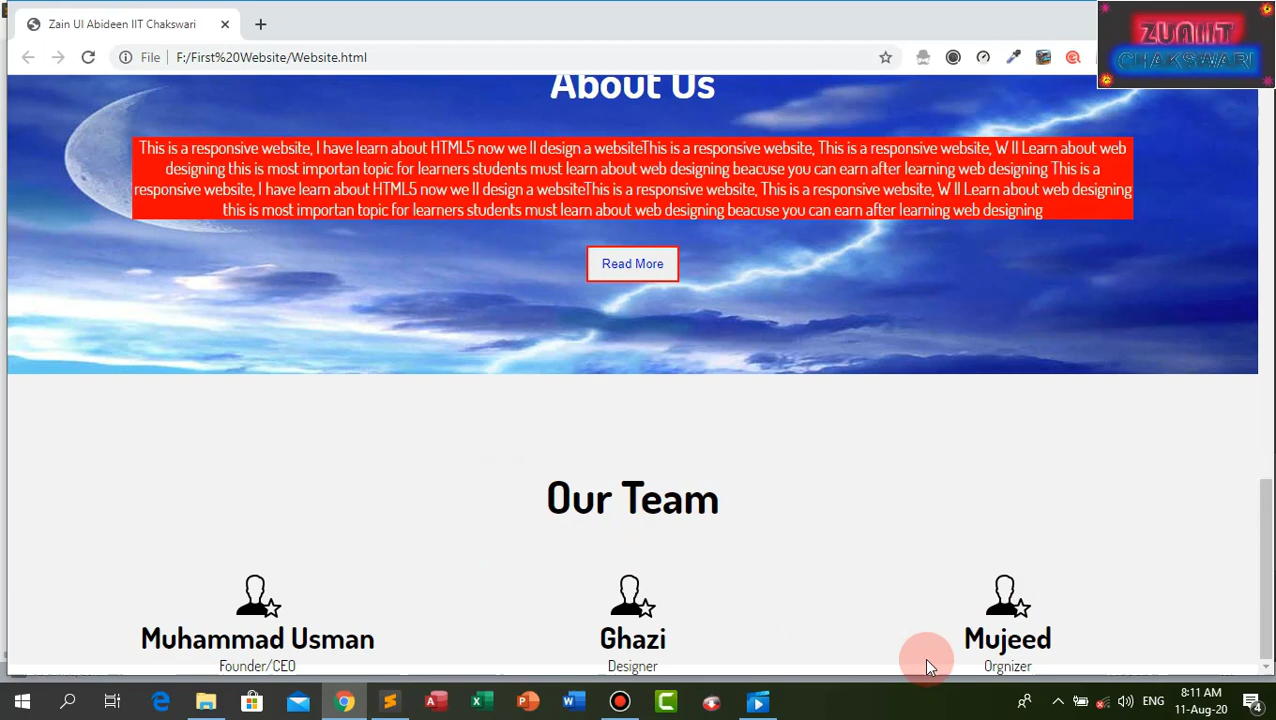 Zain Ul Abideen IIT Chakswari
File F:/First%20Website/Website.html
ZUAIIT
CHAKSWARI
About Us
This is a responsive website, I have learn about HTML5 now we ll design a websiteThis is a responsive website, This is a responsive website, W ll Learn about web
designing this is most importan topic for learners students must learn about web designing beacuse you can earn after learning web designing This is a
responsive website, I have learn about HTML5 now we ll design a websiteThis is a responsive website, This is a responsive website, W ll Learn about web designing
this is most importan topic for learners students must learn about web designing beacuse you can earn after learning web designing
Read More
Our Team
Muhammad Usman
Ghazi
Mujeed
Founder/CEO
Designer
Orgnizer
ENG
8:11 AM
11-Aug-20
4